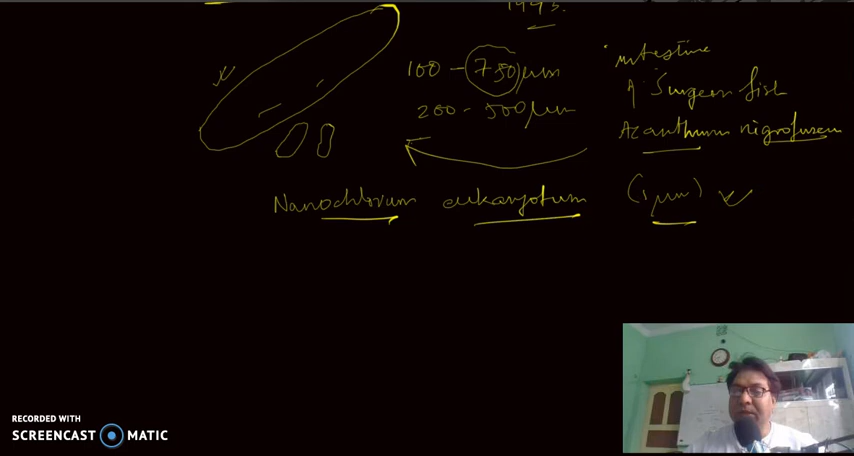 1993.
100 - 750 μm
200 - 500 μm
intestine
of Surgeon fish
Acanthurus nigrofuscus
Nanochlorum eukaryotum (1 μm)
RECORDED WITH
SCREENCAST O MATIC